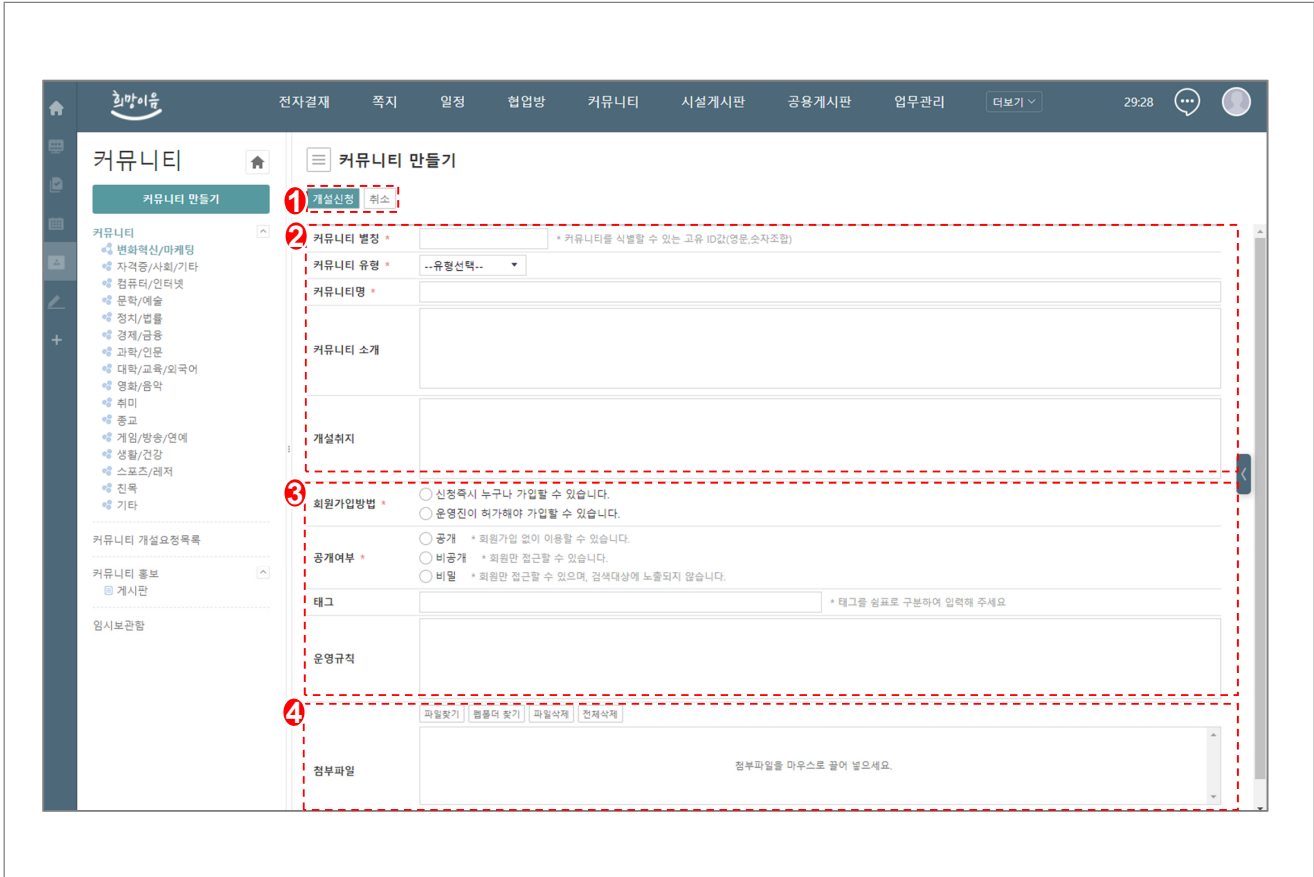 희망이음
전자결재 쪽지 일정 협업방 커뮤니티 시설게시판 공용게시판 업무관리 더보기 29:28
커뮤니티
커뮤니티 만들기
커뮤니티
변화혁신/마케팅
자격증/사회/기타
컴퓨터/인터넷
문학/예술
정치/법률
경제/금융
과학/인문
대학/교육/외국어
영화/음악
취미
종교
게임/방송/연예
생활/건강
스포츠/레저
친목
기타
커뮤니티 개설요청목록
커뮤니티 홍보
게시판
임시보관함
커뮤니티 만들기
1 개설신청 취소
2 커뮤니티 별칭 * * 커뮤니티를 식별할 수 있는 고유 ID값(영문,숫자조합)
커뮤니티 유형 * --유형선택--
커뮤니티명 *
커뮤니티 소개
개설취지
3 회원가입방법 * 신청즉시 누구나 가입할 수 있습니다.
운영진이 허가해야 가입할 수 있습니다.
공개여부 * 공개 * 회원가입 없이 이용할 수 있습니다.
비공개 * 회원만 접근할 수 있습니다.
비밀 * 회원만 접근할 수 있으며, 검색대상에 노출되지 않습니다.
태그 * 태그를 쉼표로 구분하여 입력해 주세요
운영규칙
4 파일찾기 웹폴더 찾기 파일삭제 전체삭제
첨부파일 첨부파일을 마우스로 끌어 넣으세요.